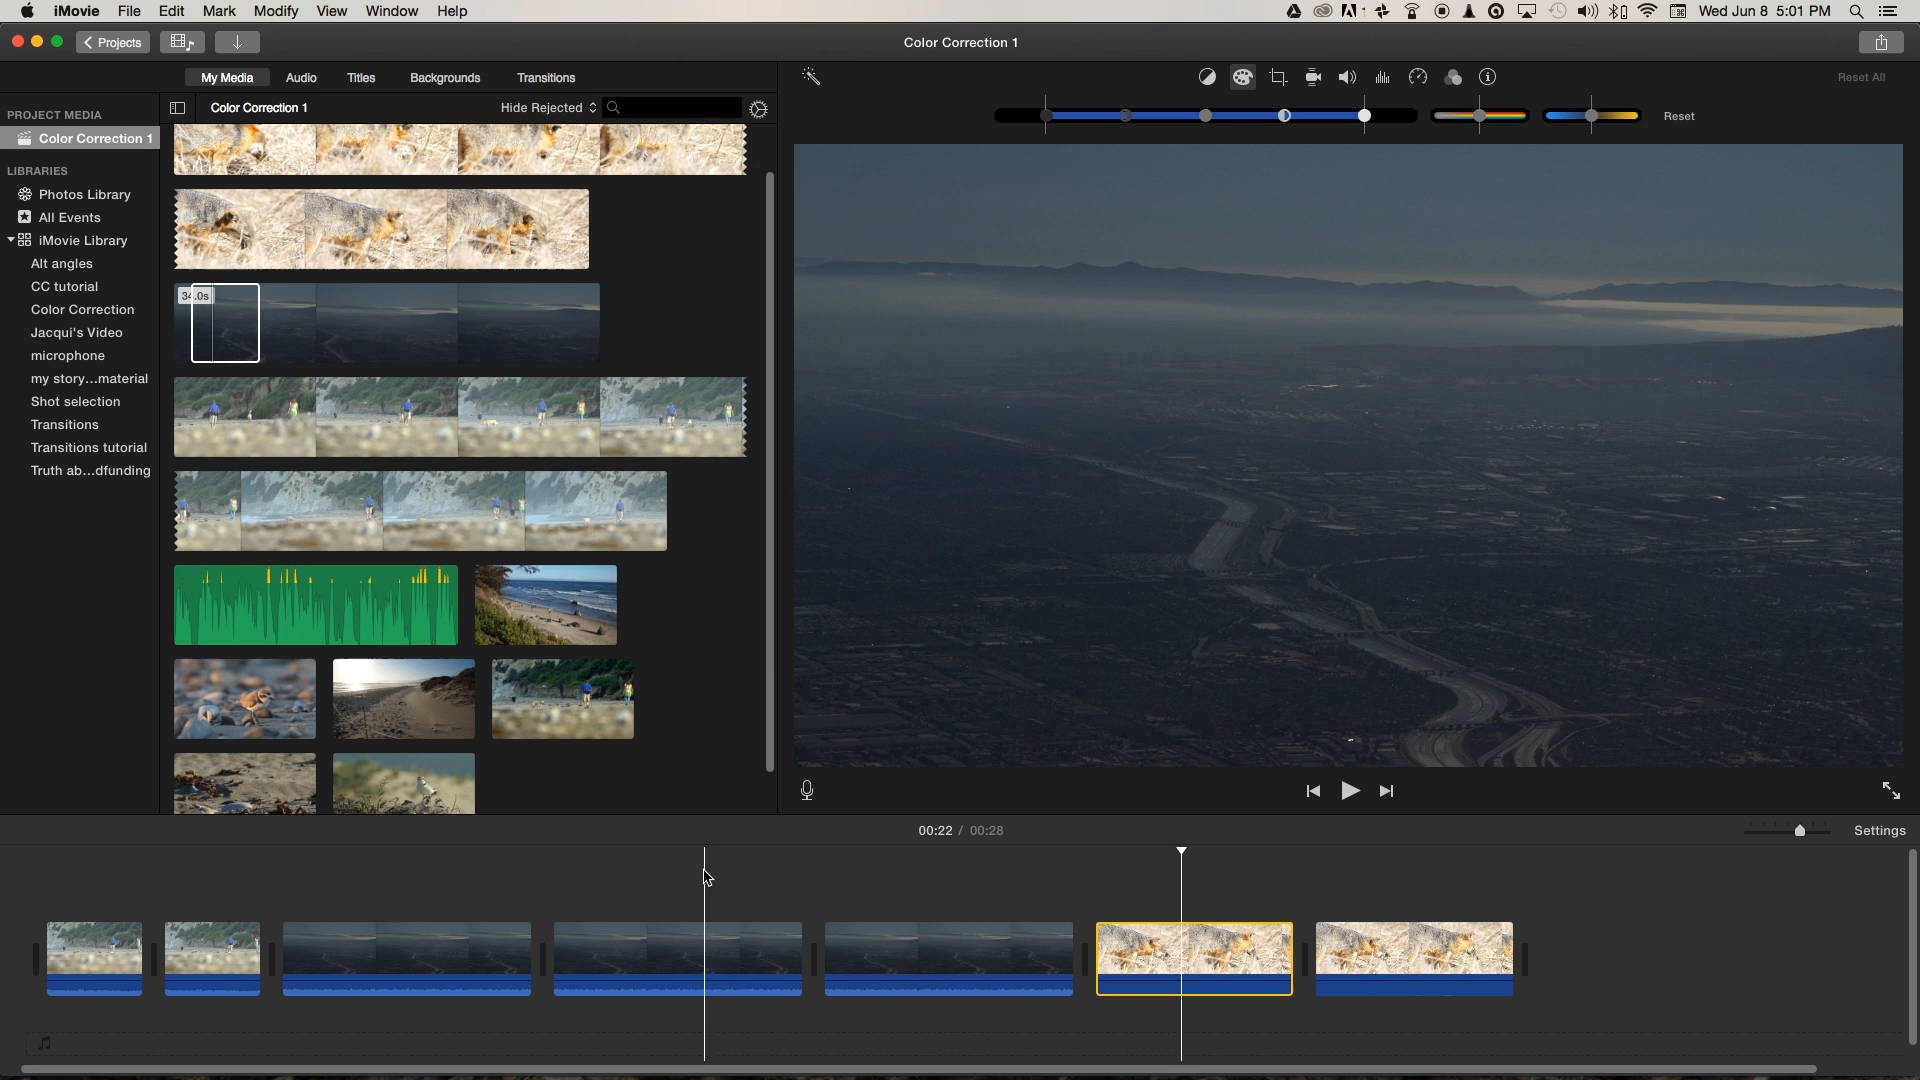 iMovie File Edit Mark Modify View Window Help Wed Jun 8 5:01 PM
Projects Color Correction 1
My Media Audio Titles Backgrounds Transitions Reset All
PROJECT MEDIA Color Correction 1 Hide Rejected Reset
Color Correction 1
LIBRARIES
Photos Library
All Events
iMovie Library
Alt angles
CC tutorial
Color Correction
Jacqui's Video
microphone
my story...material
Shot selection
Transitions
Transitions tutorial
Truth ab...dfunding
34.0s
00:22 / 00:28 Settings